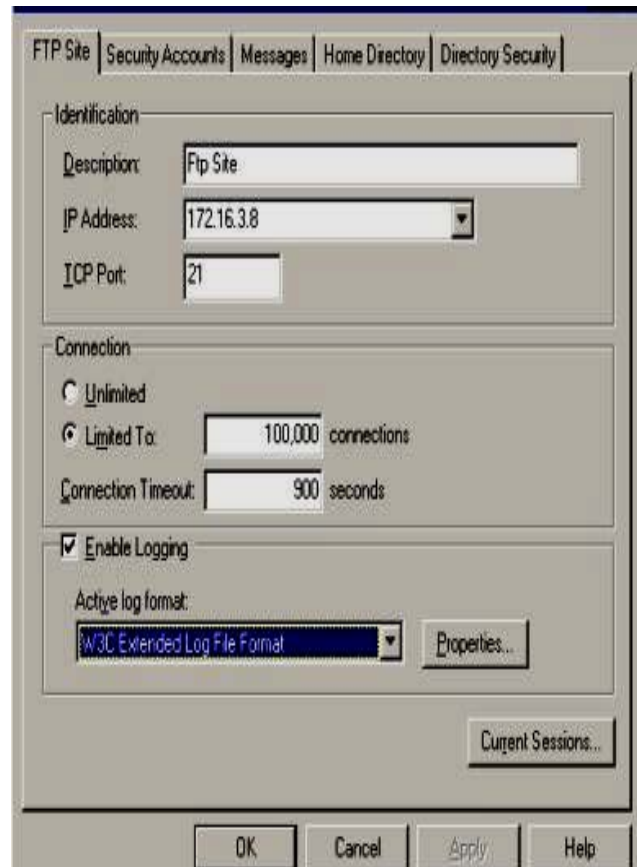 FTP Site Security Accounts Messages Home Directory Directory Security
Identification
Description: Ftp Site
IP Address: 172.16.3.8
TCP Port: 21
Connection
Unlimited
Limited To: 100,000 connections
Connection Timeout: 900 seconds
Enable Logging
Active log format:
W3C Extended Log File Format Properties...
Current Sessions...
OK Cancel Apply Help